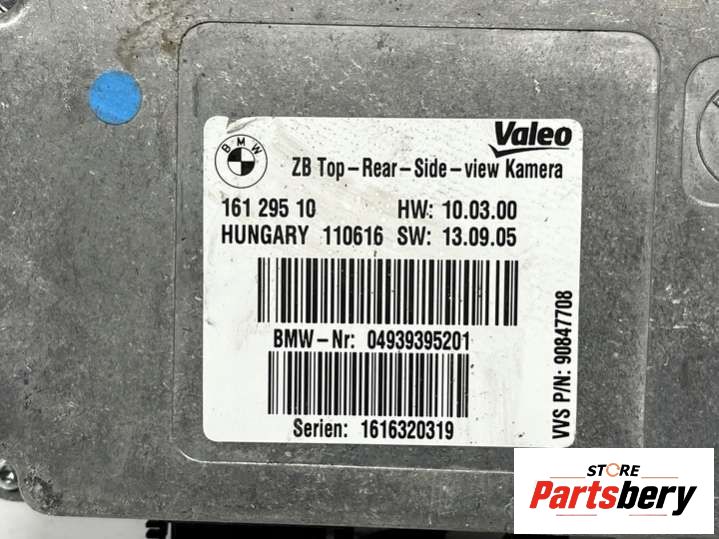 BMW
Valeo
ZB Top-Rear-Side-view Kamera
161 295 10 HW: 10.03.00
HUNGARY 110616 SW: 13.09.05
BMW-Nr: 04939395201
Serien: 1616320319
VVS P/N: 90847708
STORE
Partsbery